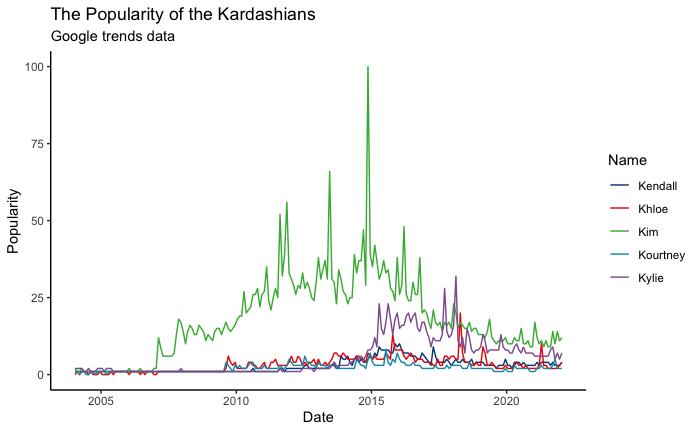 The Popularity of the Kardashians
Google trends data
100
75
50
25
0
Popularity
2005
2010
2015
2020
Date
Name
Kendall
Khloe
Kim
Kourtney
Kylie